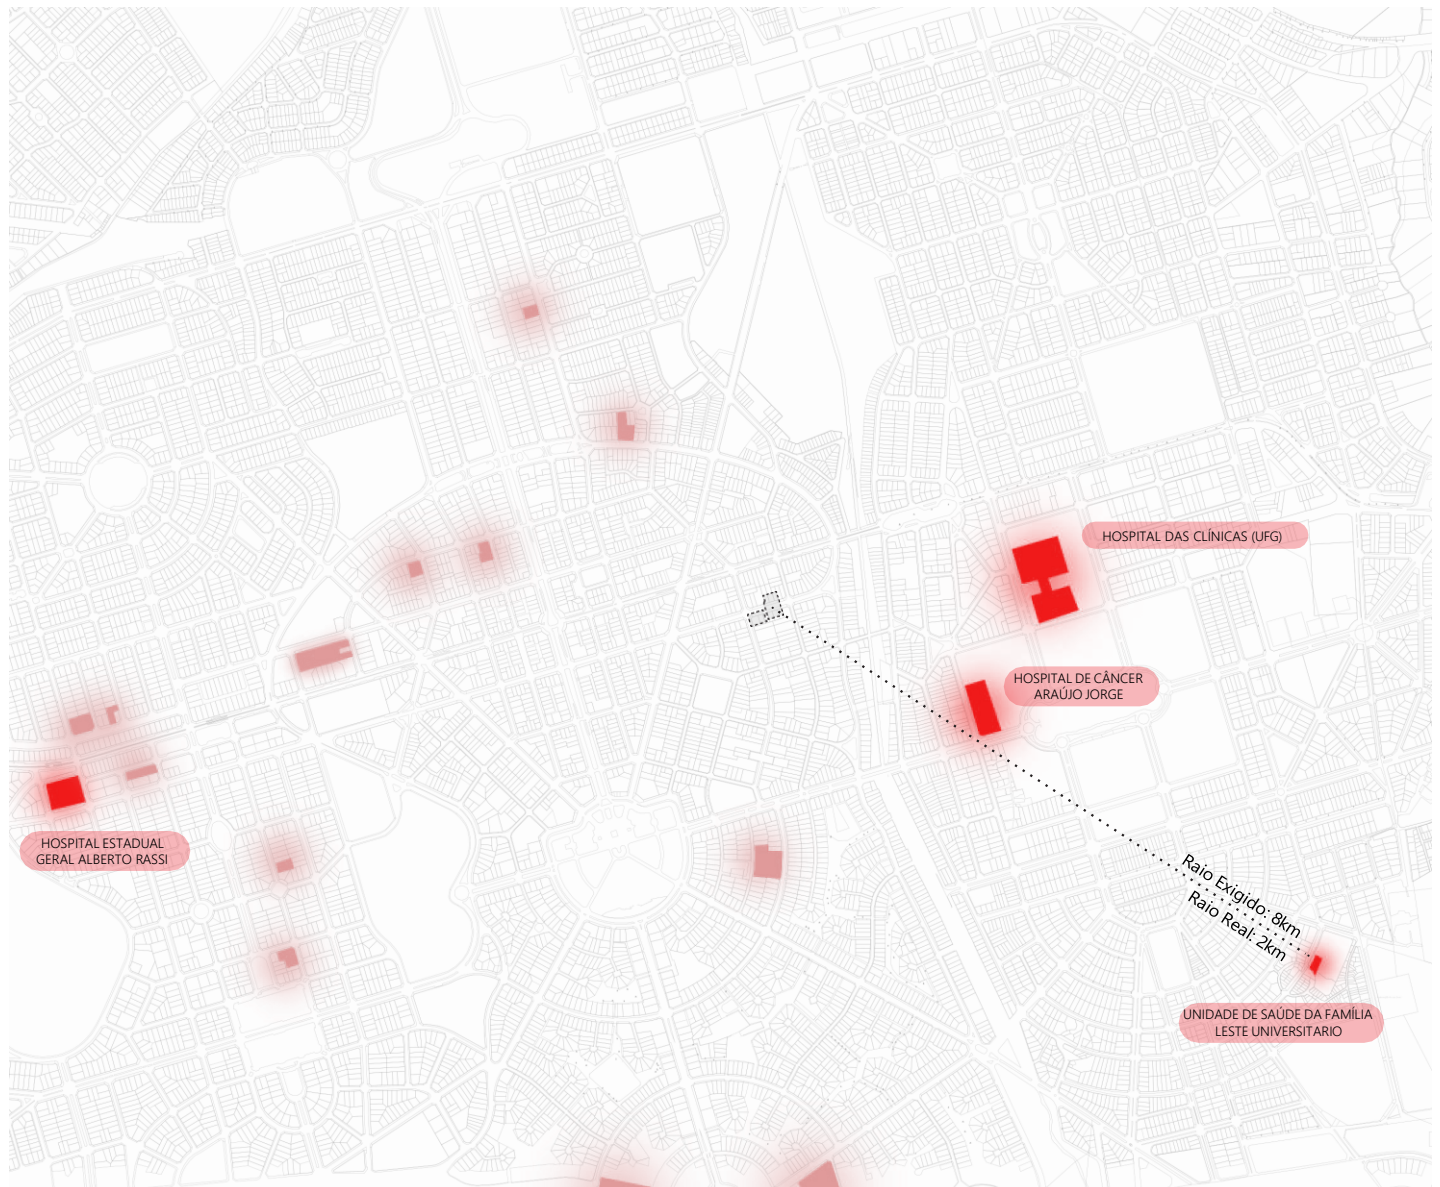 HOSPITAL DAS CLÍNICAS (UFG)
HOSPITAL DE CÂNCER
ARAÚJO JORGE
HOSPITAL ESTADUAL
GERAL ALBERTO RASSI
Raio Exigido: 8km
Raio Real: 2km
UNIDADE DE SAÚDE DA FAMÍLIA
LESTE UNIVERSITARIO